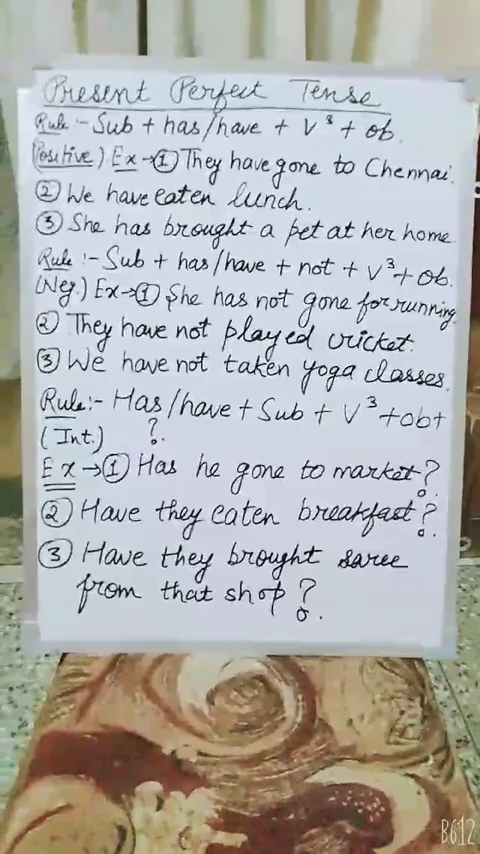 Present Perfect Tense
Rule :- Sub + has/have + V³ + ob.
(Positive) Ex → ① They have gone to Chennai.
② We have eaten lunch.
③ She has brought a pet at her home.
Rule :- Sub + has/have + not + V³ + ob.
(Neg.) Ex → ① She has not gone for running.
② They have not played cricket.
③ We have not taken yoga classes.
Rule :- Has/have + Sub + V³ + ob +
(Int.) ?
Ex → ① Has he gone to market?
② Have they eaten breakfast?
③ Have they brought saree
from that shop?
B612